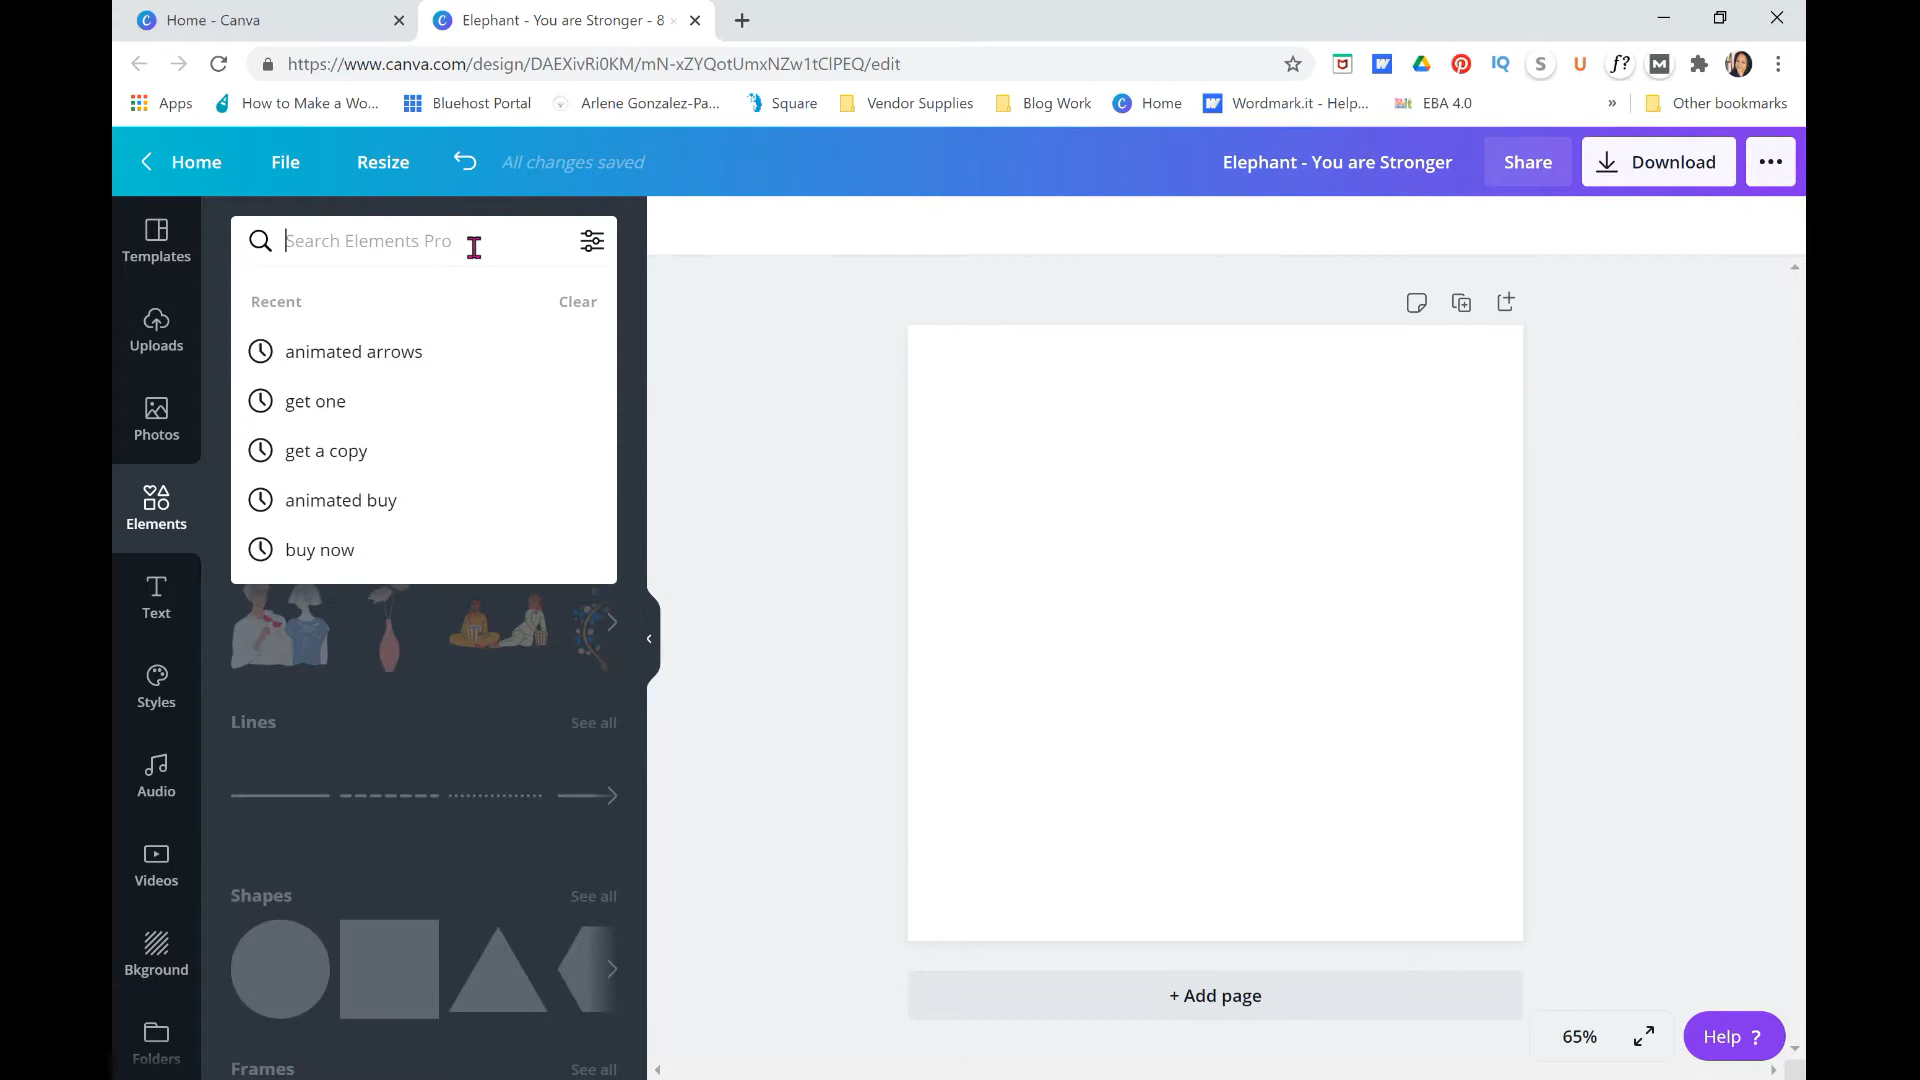 Home - Canva
Elephant - You are Stronger - 8
https://www.canva.com/design/DAEXivRi0KM/mN-xZYQotUmxNZw1tClPEQ/edit
Apps How to Make a Wo... Bluehost Portal Arlene Gonzalez-Pa... Square Vendor Supplies Blog Work Home Wordmark.it - Help... EBA 4.0 » Other bookmarks
Home File Resize All changes saved Elephant - You are Stronger Share Download
Templates
Uploads
Photos
Elements
Text
Styles
Audio
Videos
Bkground
Folders
Search Elements Pro
Recent Clear
animated arrows
get one
get a copy
animated buy
buy now
Lines See all
Shapes See all
Frames See all
+ Add page
65% Help ?